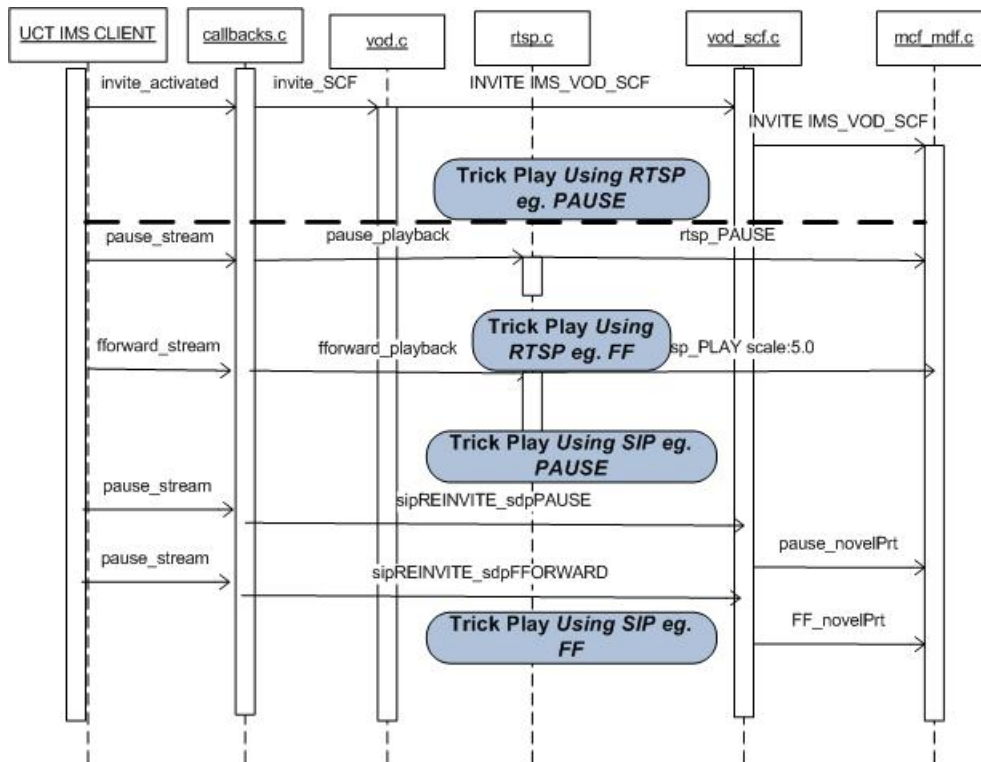 UCT IMS CLIENT
callbacks.c
vod.c
rtsp.c
vod_scf.c
mcf_mdf.c
invite_activated
invite_SCF
INVITE IMS_VOD_SCF
INVITE IMS_VOD_SCF
Trick Play Using RTSP
eg. PAUSE
pause_stream
pause_playback
rtsp_PAUSE
Trick Play Using
RTSP eg. FF
fforward_stream
fforward_playback
sp_PLAY scale:5.0
Trick Play Using SIP eg.
PAUSE
pause_stream
sipREINVITE_sdpPAUSE
pause_novelPrt
pause_stream
sipREINVITE_sdpFFORWARD
Trick Play Using SIP eg.
FF
FF_novelPrt